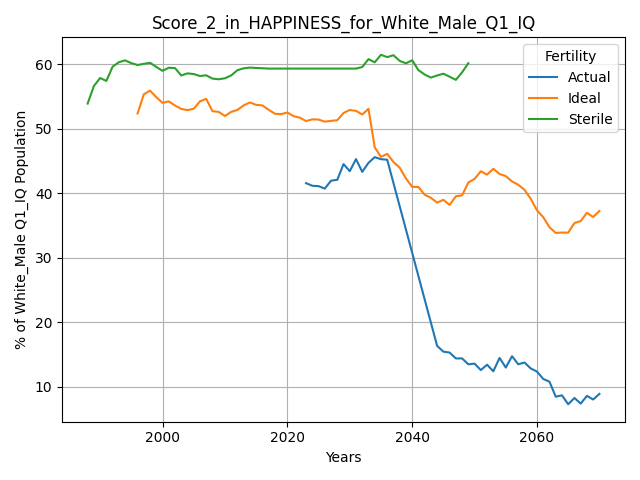 Score_2_in_HAPPINESS_for_White_Male_Q1_IQ
% of White_Male Q1_IQ Population
60
50
40
30
20
10
Fertility
Actual
Ideal
Sterile
2000 2020 2040 2060
Years